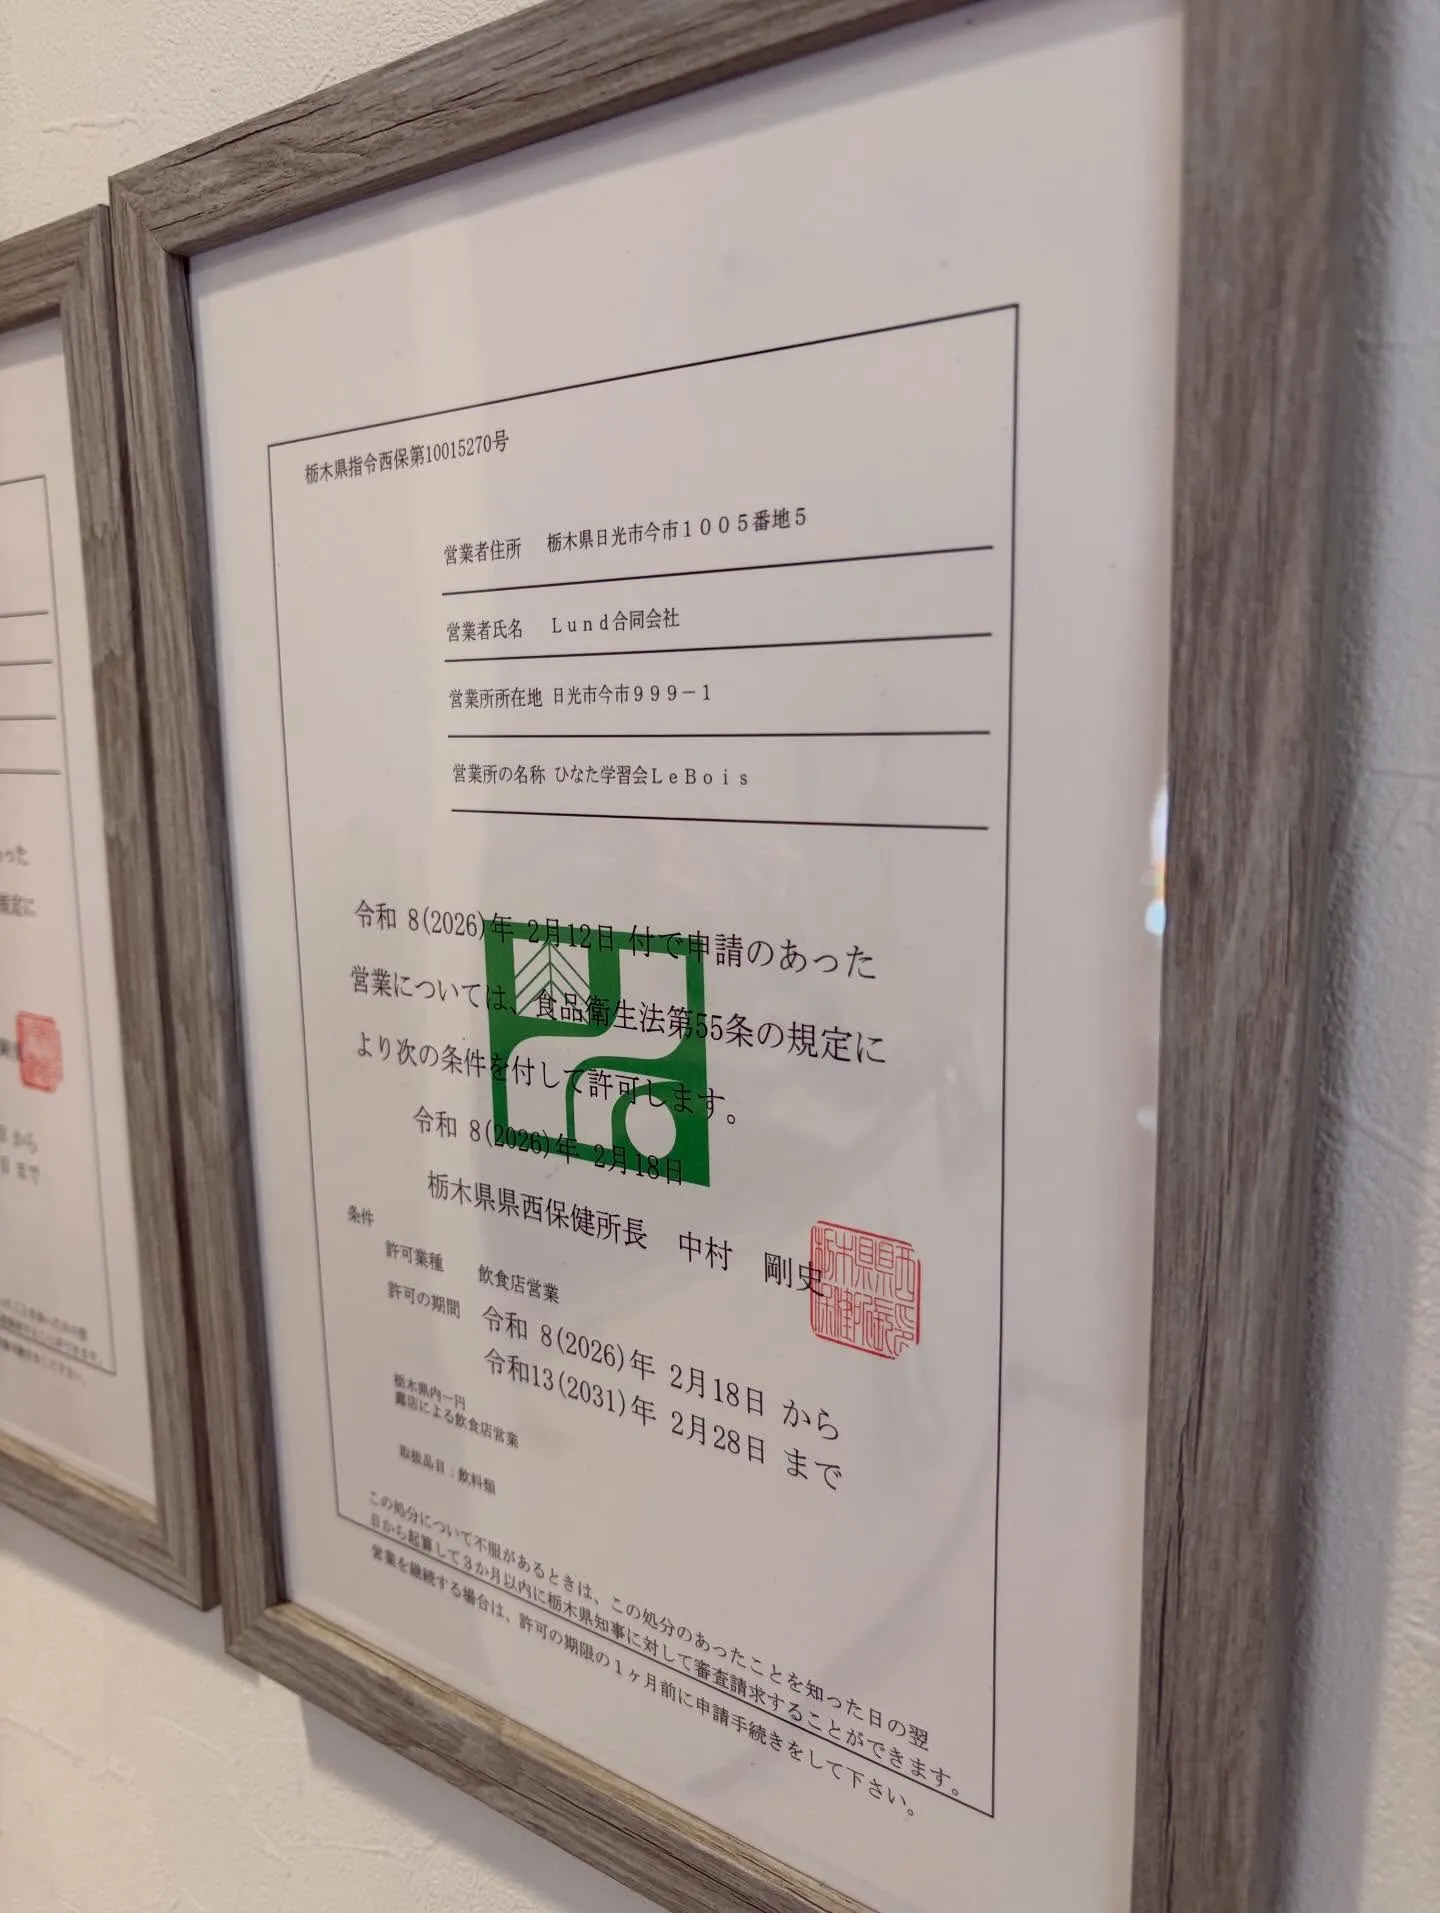 栃木県指令西保第10015270号
営業者住所 栃木県日光市今市1005番地5
営業者氏名 Lund合同会社
営業所所在地 日光市今市999-1
営業所の名称 ひなた学習会LeBois
令和 8(2026)年 2月12日 付で申請のあった
営業については、食品衛生法第55条の規定に
より次の条件を付して許可します。
令和 8(2026)年 2月18日
栃木県県西保健所長 中村 剛史
条件
許可業種 飲食店営業
許可の期間 令和 8(2026)年 2月18日 から
令和13(2031)年 2月28日 まで
栃木県内一円
露店による飲食店営業
取扱品目:飲料類
この処分について不服があるときは、この処分のあったことを知った日の翌
日から起算して3か月以内に栃木県知事に対して審査請求することができます。
営業を継続する場合は、許可の期限の1ヶ月前に申請手続きをして下さい。
った
規定に
から
まで